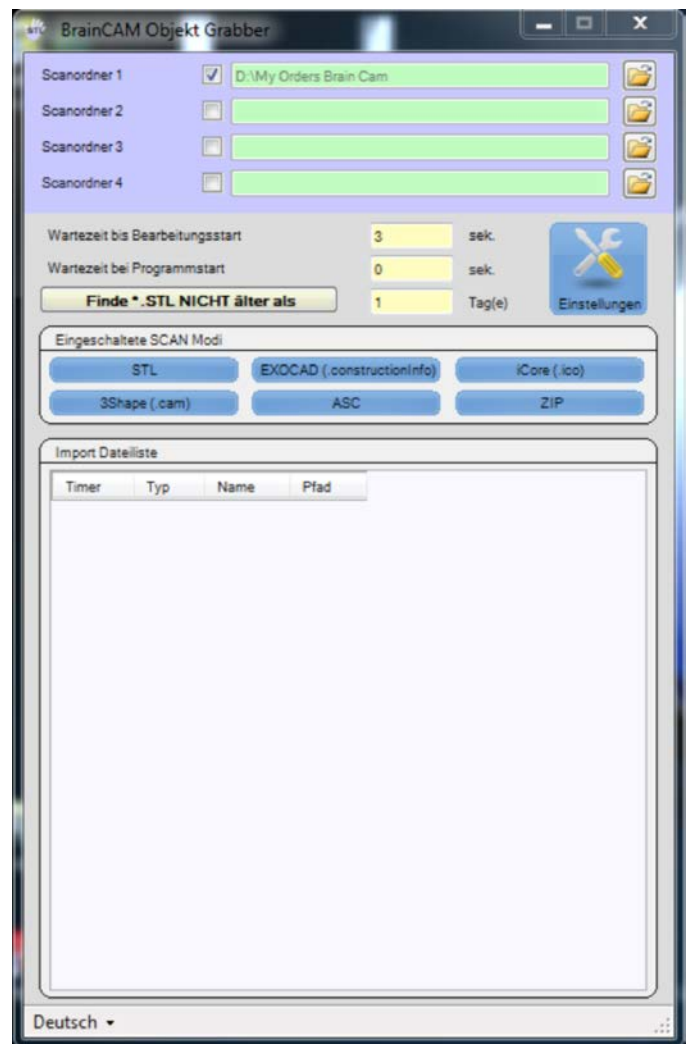 BrainCAM Objekt Grabber
Scanordner 1 D:\My Orders Brain Cam
Scanordner 2
Scanordner 3
Scanordner 4
Wartezeit bis Bearbeitungsstart 3 sek.
Wartezeit bei Programmstart 0 sek.
Finde *.STL NICHT älter als 1 Tag(e)
Einstellungen
Eingeschaltete SCAN Modi
STL EXOCAD (.constructionInfo) iCore (.ico)
3Shape (.cam) ASC ZIP
Import Dateiliste
Timer Typ Name Pfad
Deutsch